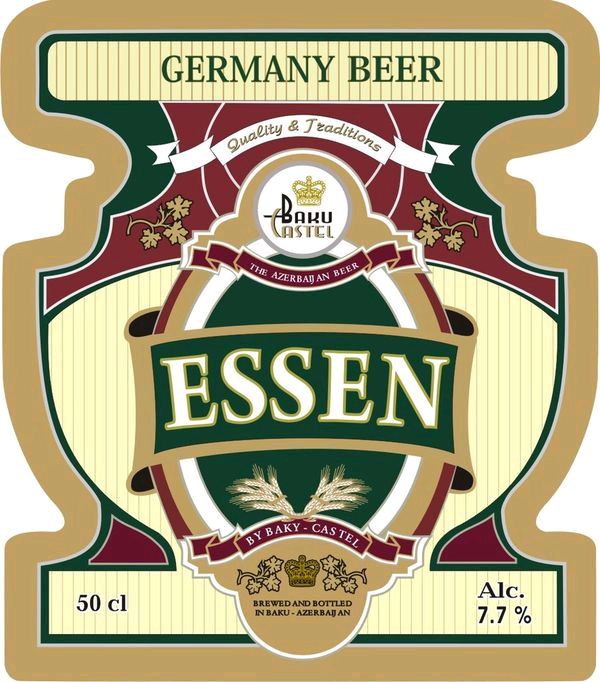 GERMANY BEER
Quality & Traditions
BAKU
CASTEL
THE AZERBAIJAN BEER
ESSEN
BY BAKY - CASTEL
BREWED AND BOTTLED
IN BAKU - AZERBAIJAN
50 cl
Alc.
7.7 %